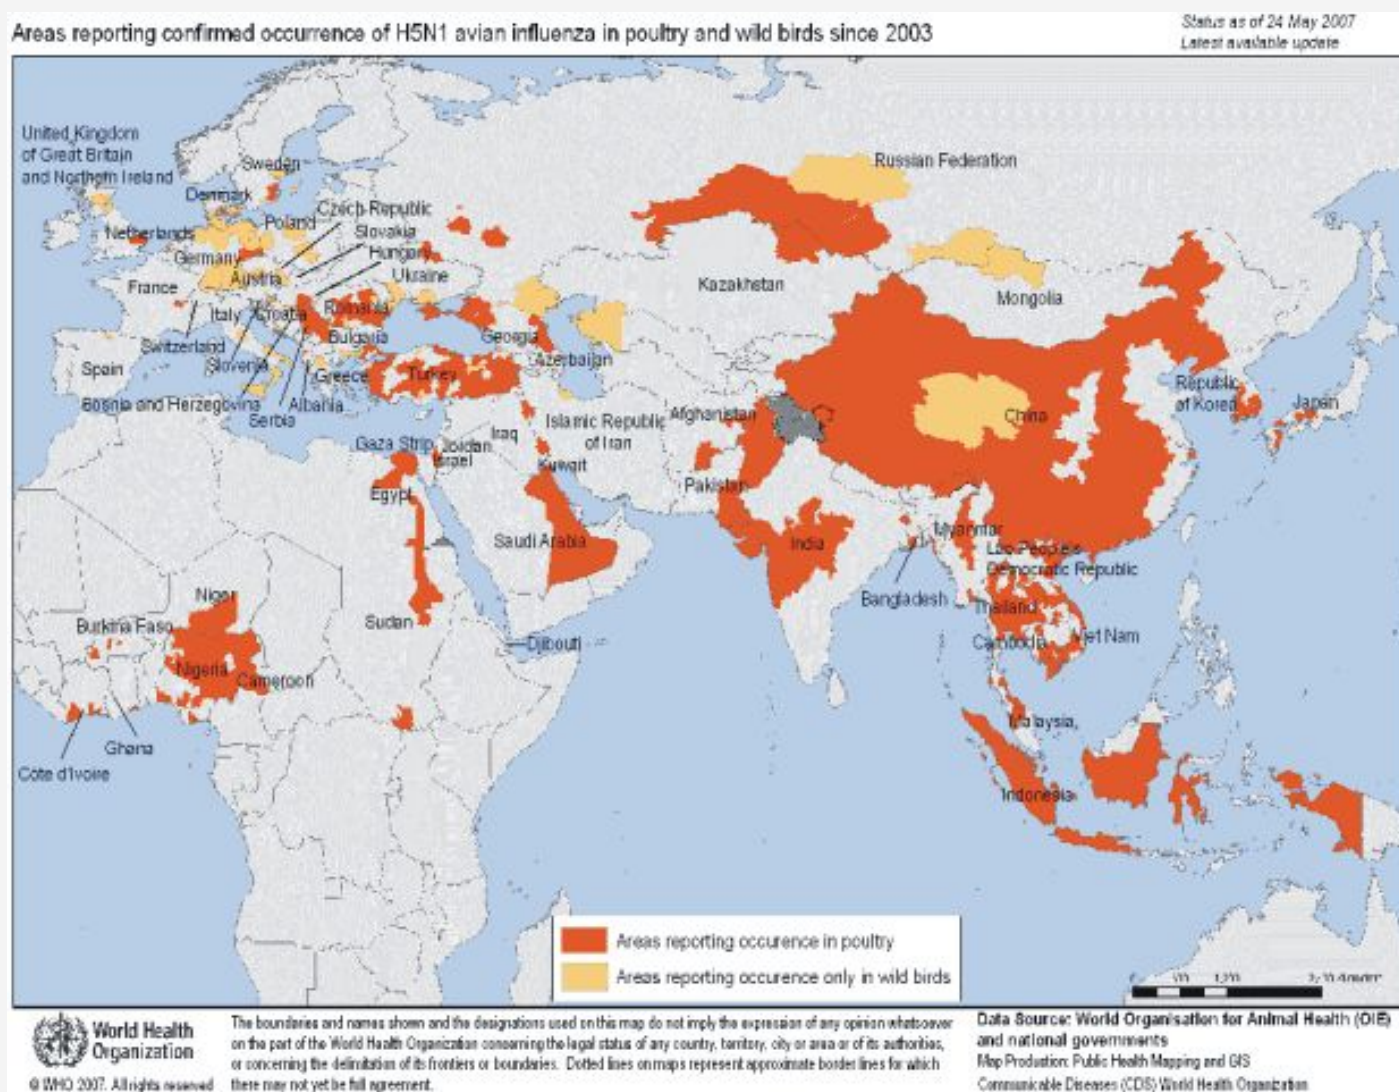 Areas reporting confirmed occurrence of H5N1 avian influenza in poultry and wild birds since 2003
Status as of 24 May 2007
Latest available update
United Kingdom
of Great Britain
and Northern Ireland
Sweden
Denmark
Netherlands
Poland
Czech Republic
Slovakia
Hungary
Germany
Austria
Ukraine
France
Italy
Croatia
Romania
Switzerland
Bulgaria
Georgia
Azerbaijan
Spain
Slovenia
Greece
Turkey
Bosnia and Herzegovina
Albania
Serbia
Russian Federation
Kazakhstan
Mongolia
Gaza Strip
Jordan
Israel
Iraq
Islamic Republic
of Iran
Afghanistan
China
Republic
of Korea
Japan
Kuwait
Pakistan
Egypt
Saudi Arabia
India
Myanmar
Lao People's
Democratic Republic
Bangladesh
Thailand
Cambodia
Viet Nam
Niger
Burkina Faso
Sudan
Djibouti
Nigeria
Cameroon
Ghana
Côte d'Ivoire
Malaysia
Indonesia
Areas reporting occurence in poultry
Areas reporting occurence only in wild birds
World Health
Organization
© WHO 2007. All rights reserved
The boundaries and names shown and the designations used on this map do not imply the expression of any opinion whatsoever
on the part of the World Health Organization concerning the legal status of any country, territory, city or area or of its authorities,
or concerning the delimitation of its frontiers or boundaries. Dotted lines on maps represent approximate border lines for which
there may not yet be full agreement.
Data Source: World Organisation for Animal Health (OIE)
and national governments
Map Production: Public Health Mapping and GIS
Communicable Diseases (CDS) World Health Organization